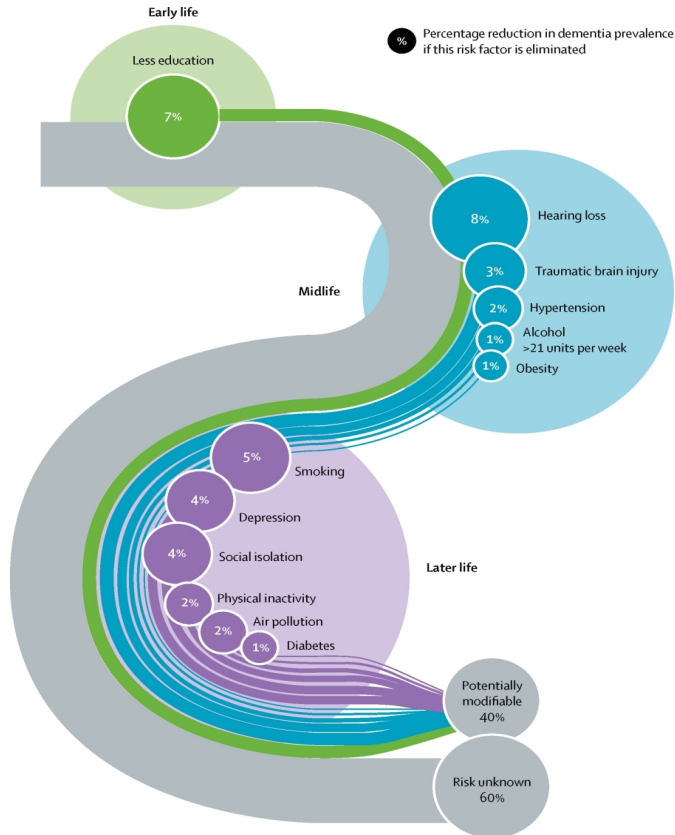 Early life
% Percentage reduction in dementia prevalence
if this risk factor is eliminated
Less education
7%
8%
Hearing loss
3%
Traumatic brain injury
Midlife
2%
Hypertension
1%
Alcohol
>21 units per week
1%
Obesity
5%
Smoking
4%
Depression
4%
Social isolation
Later life
2%
Physical inactivity
2%
Air pollution
1%
Diabetes
Potentially
modifiable
40%
Risk unknown
60%